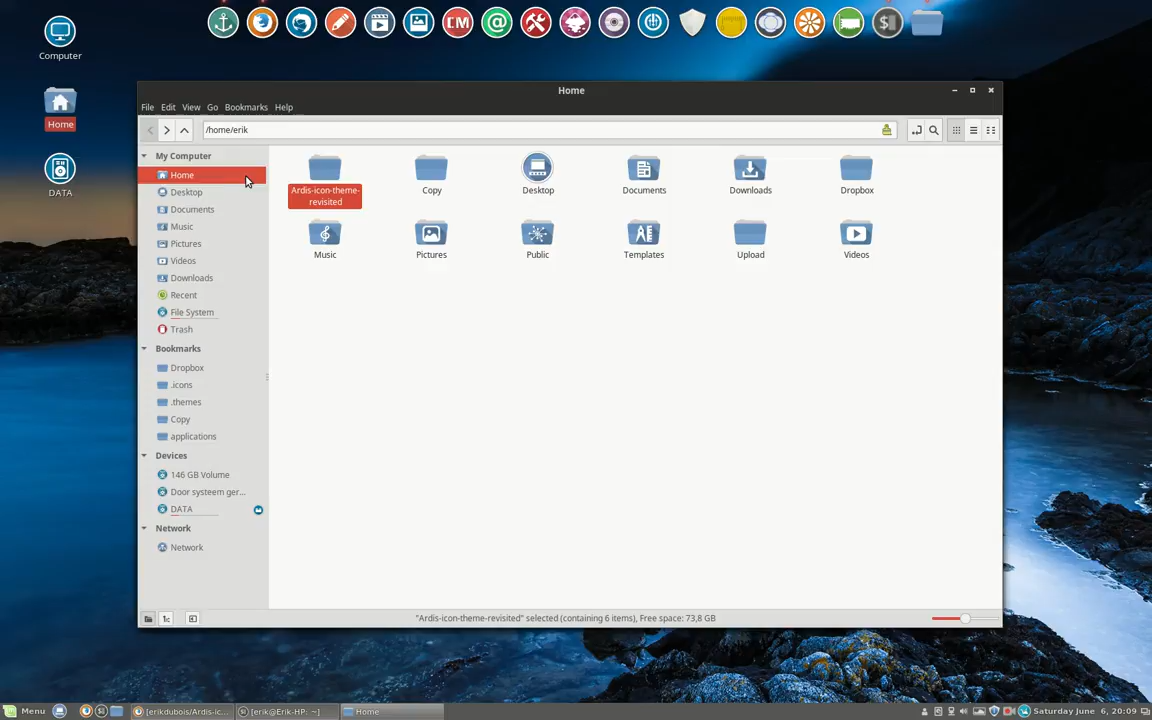 Computer
Home
DATA
Home
File Edit View Go Bookmarks Help
/home/erik
My Computer
Home
Desktop
Documents
Music
Pictures
Videos
Downloads
Recent
File System
Trash
Bookmarks
Dropbox
.icons
.themes
Copy
applications
Devices
146 GB Volume
Door systeem ger...
DATA
Network
Network
Ardis-icon-theme-
revisited
Copy
Desktop
Documents
Downloads
Dropbox
Music
Pictures
Public
Templates
Upload
Videos
"Ardis-icon-theme-revisited" selected (containing 6 items), Free space: 73,8 GB
Menu
[erikdubois/Ardis-ic...
[erik@Erik-HP: ~]
Home
Saturday June 6, 20:09